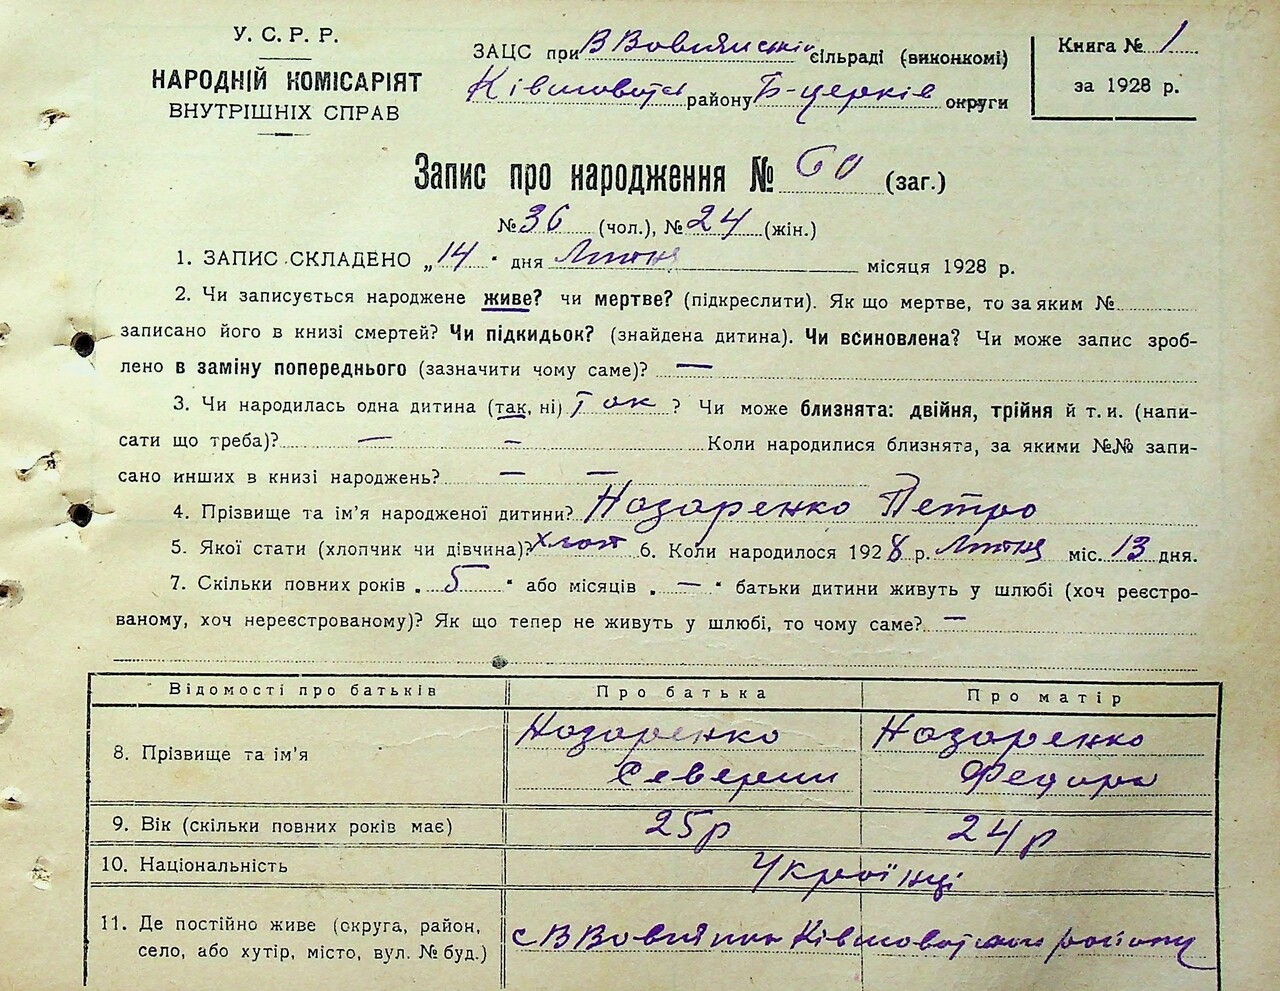 У. С. Р. Р.
НАРОДНІЙ КОМІСАРІЯТ
ВНУТРІШНІХ СПРАВ
ЗАЦС при В Вовнянській сільраді (виконкомі)
Ківшоватсь району Б-церків округи
Книга № 1
за 1928 р.
Запис про народження № 60 (заг.)
№ 36 (чол.), № 24 (жін.)
1. ЗАПИС СКЛАДЕНО „14" дня Липня місяця 1928 р.
2. Чи записується народжене живе? чи мертве? (підкреслити). Як що мертве, то за яким №
записано його в книзі смертей? Чи підкидьок? (знайдена дитина). Чи всиновлена? Чи може запис зроб-
лено в заміну попереднього (зазначити чому саме)? —
3. Чи народилась одна дитина (так, ні) Так ? Чи може близнята: двійня, трійня й т. и. (напи-
сати що треба)? — — Коли народилися близнята, за якими №№ запи-
сано инших в книзі народжень? — —
4. Прізвище та ім'я народженої дитини? Назаренко Петро
5. Якої стати (хлопчик чи дівчина)? хлоп 6. Коли народилося 1928 р. Липня міс. 13 дня.
7. Скільки повних років „ 5 " або місяців „ — " батьки дитини живуть у шлюбі (хоч реєстро-
ваному, хоч нереєстрованому)? Як що тепер не живуть у шлюбі, то чому саме? —
Відомості про батьків Про батька Про матір
8. Прізвище та ім'я Назаренко Назаренко
Северин Федора
9. Вік (скільки повних років має) 25р 24р
10. Національність Українці
11. Де постійно живе (округа, район,
село, або хутір, місто, вул. № буд.) с В Вовнянка Ківшоватського району